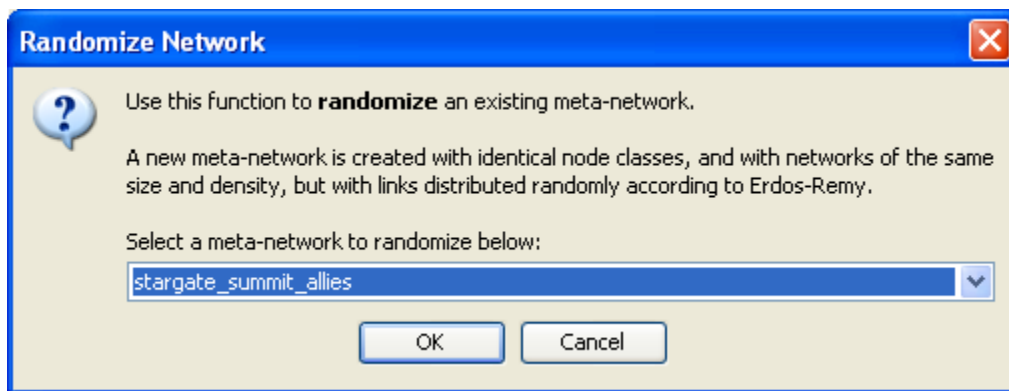 Randomize Network
Use this function to randomize an existing meta-network.
A new meta-network is created with identical node classes, and with networks of the same
size and density, but with links distributed randomly according to Erdos-Remy.
Select a meta-network to randomize below:
stargate_summit_allies
OK
Cancel